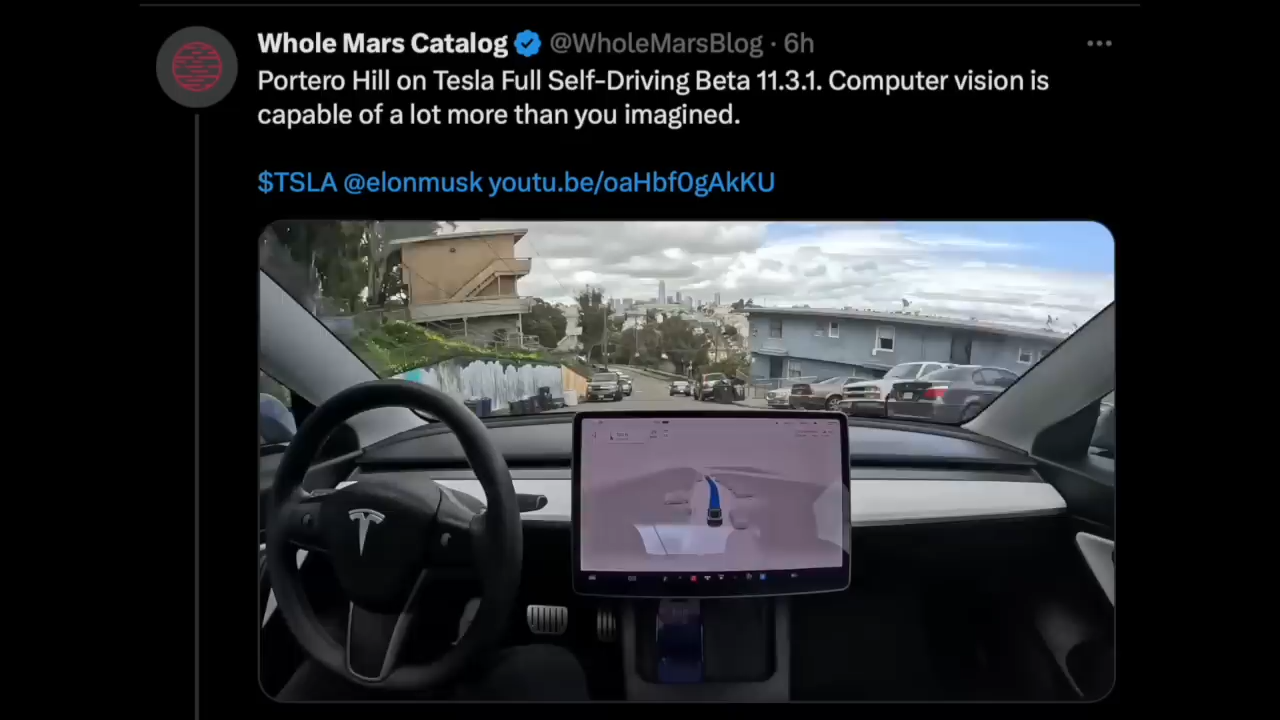 Whole Mars Catalog @WholeMarsBlog · 6h
Portero Hill on Tesla Full Self-Driving Beta 11.3.1. Computer vision is
capable of a lot more than you imagined.
$TSLA @elonmusk youtu.be/oaHbf0gAkKU